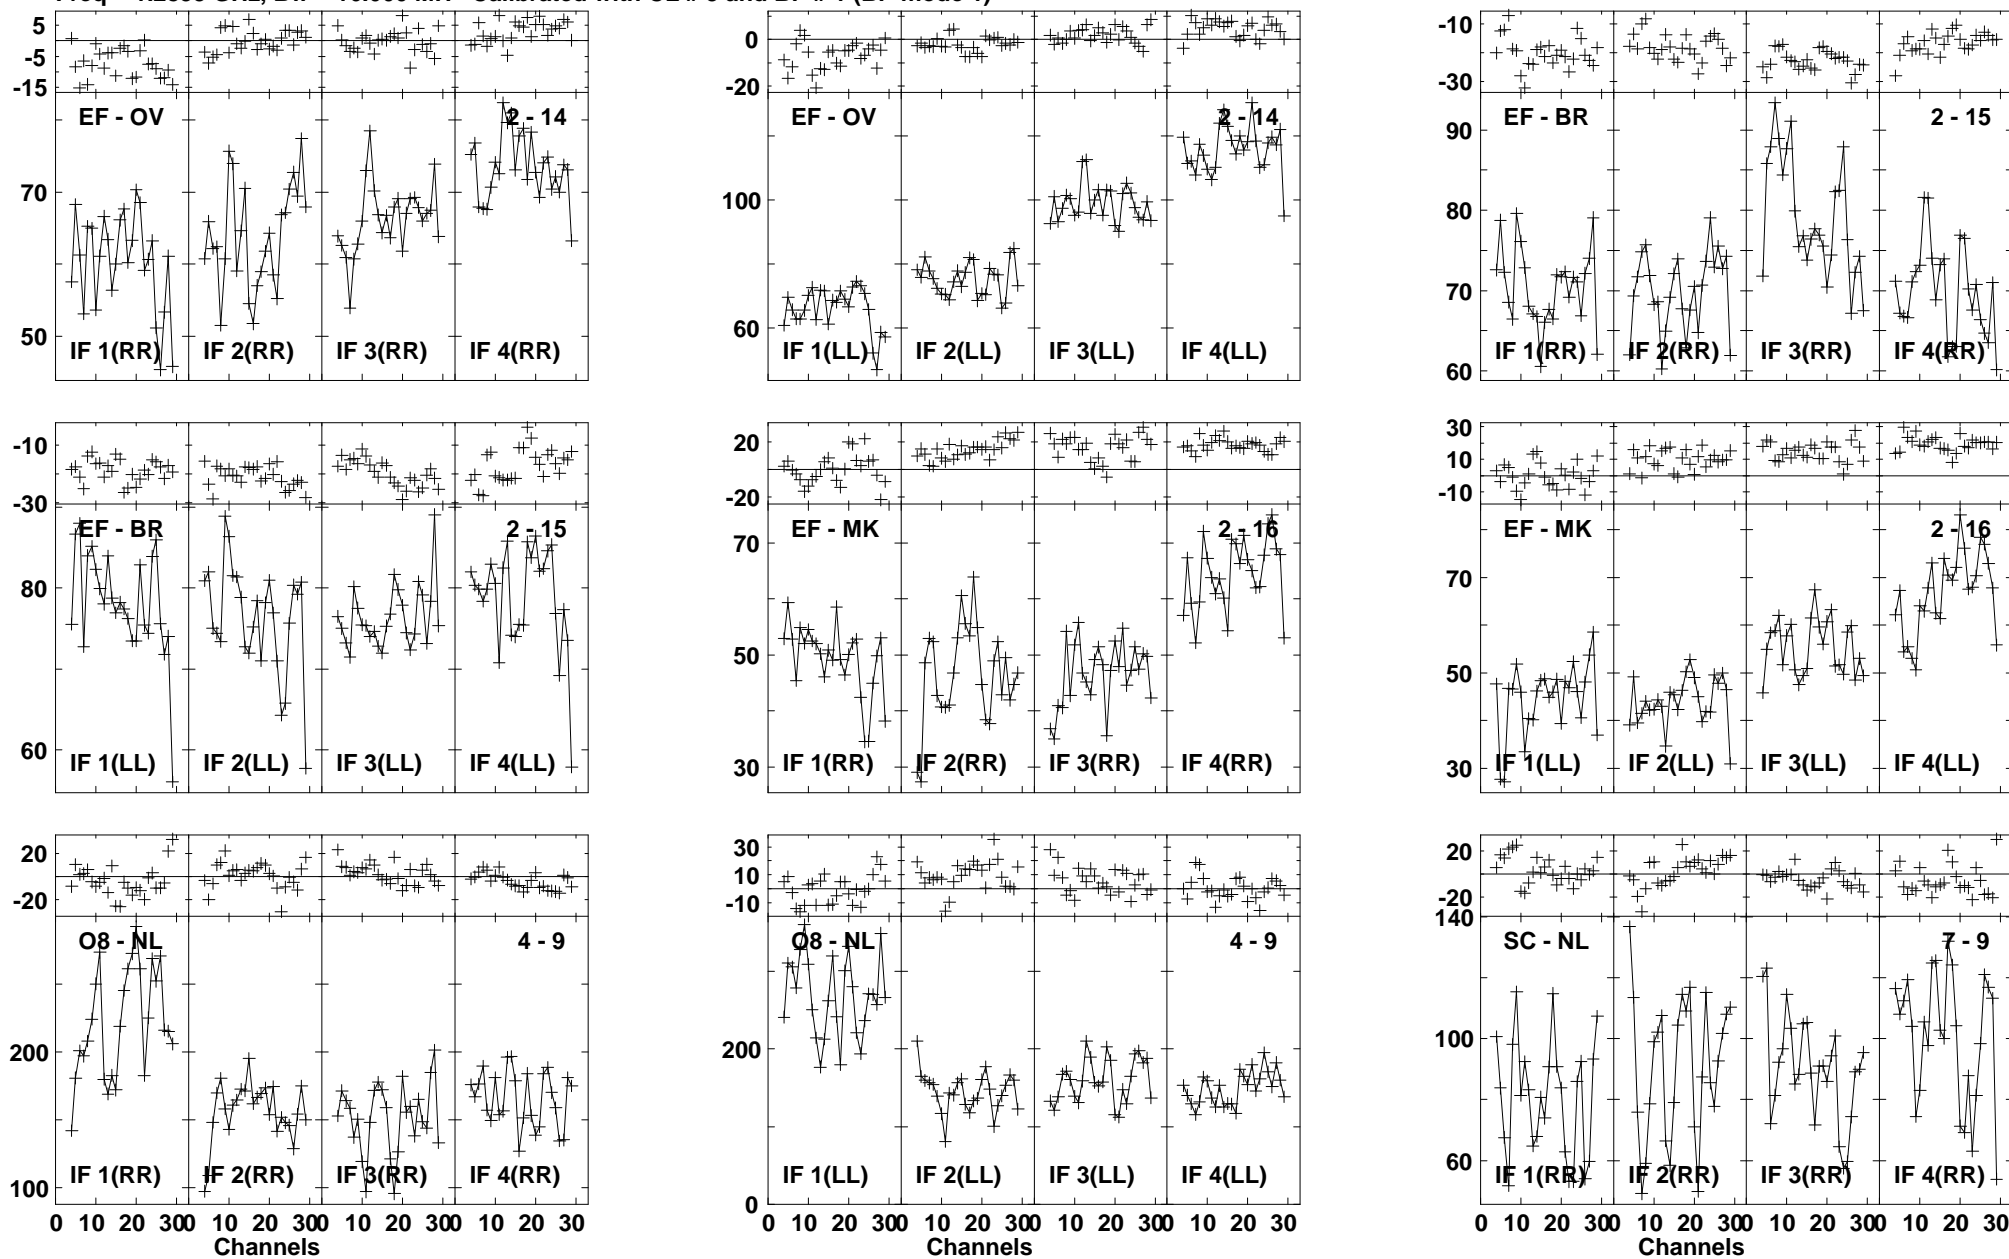 5 -5 -15
EF - OV 2 - 14
70 50
IF 1(RR) IF 2(RR) IF 3(RR) IF 4(RR)
0 -20
EF - OV 2 - 14
100 60
IF 1(LL) IF 2(LL) IF 3(LL) IF 4(LL)
-10 -30
EF - BR 2 - 15
90 80 70 60
IF 1(RR) IF 2(RR) IF 3(RR) IF 4(RR)
-10 -30
EF - BR 2 - 15
80 60
IF 1(LL) IF 2(LL) IF 3(LL) IF 4(LL)
20 -20
EF - MK 2 - 16
70 50 30
IF 1(RR) IF 2(RR) IF 3(RR) IF 4(RR)
30 10 -10
EF - MK 2 - 16
70 50 30
IF 1(LL) IF 2(LL) IF 3(LL) IF 4(LL)
20 -20
O8 - NL 4 - 9
200 100
IF 1(RR) IF 2(RR) IF 3(RR) IF 4(RR)
0 10 20 30 0 10 20 30 0 10 20 30 0 10 20 30
Channels
30 10 -10
O8 - NL 4 - 9
200 0
IF 1(LL) IF 2(LL) IF 3(LL) IF 4(LL)
0 10 20 30 0 10 20 30 0 10 20 30 0 10 20 30
Channels
20 -20
SC - NL 7 - 9
140 100 60
IF 1(RR) IF 2(RR) IF 3(RR) IF 4(RR)
0 10 20 30 0 10 20 30 0 10 20 30 0 10 20 30
Channels